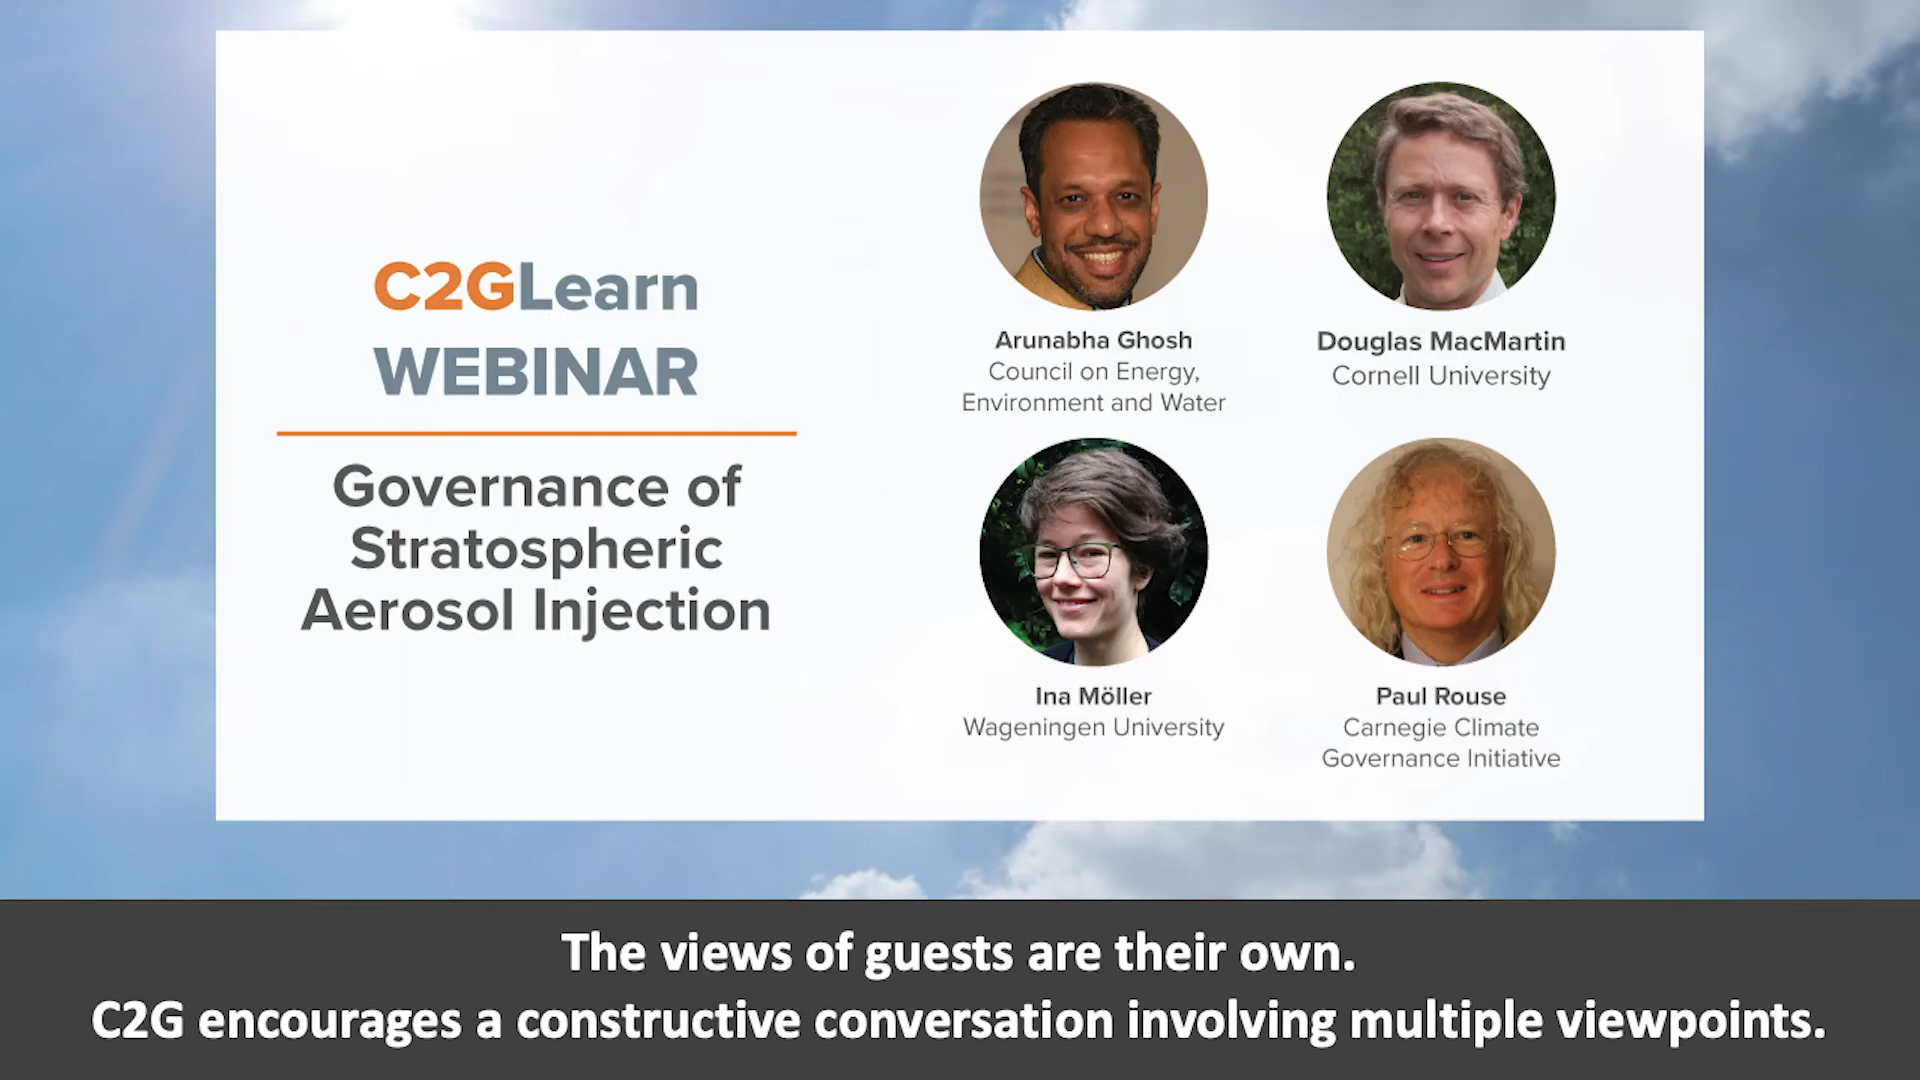 C2GLearn
WEBINAR
Governance of
Stratospheric
Aerosol Injection
Arunabha Ghosh
Council on Energy,
Environment and Water
Douglas MacMartin
Cornell University
Ina Möller
Wageningen University
Paul Rouse
Carnegie Climate
Governance Initiative
The views of guests are their own.
C2G encourages a constructive conversation involving multiple viewpoints.